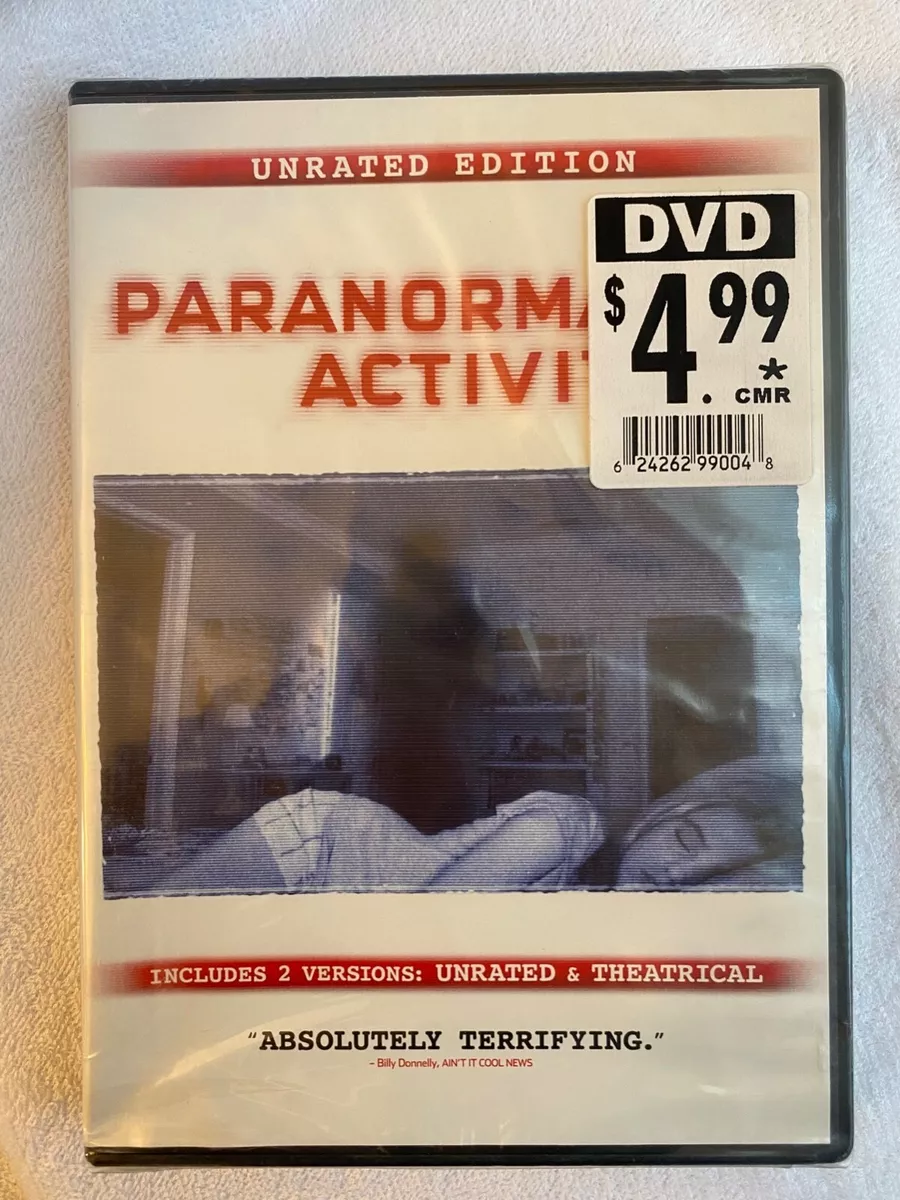 UNRATED EDITION
DVD
$4.99
*
CMR
6 24262 99004 8
PARANORMA
ACTIVI
INCLUDES 2 VERSIONS: UNRATED & THEATRICAL
"ABSOLUTELY TERRIFYING."
- Billy Donnelly, AIN'T IT COOL NEWS